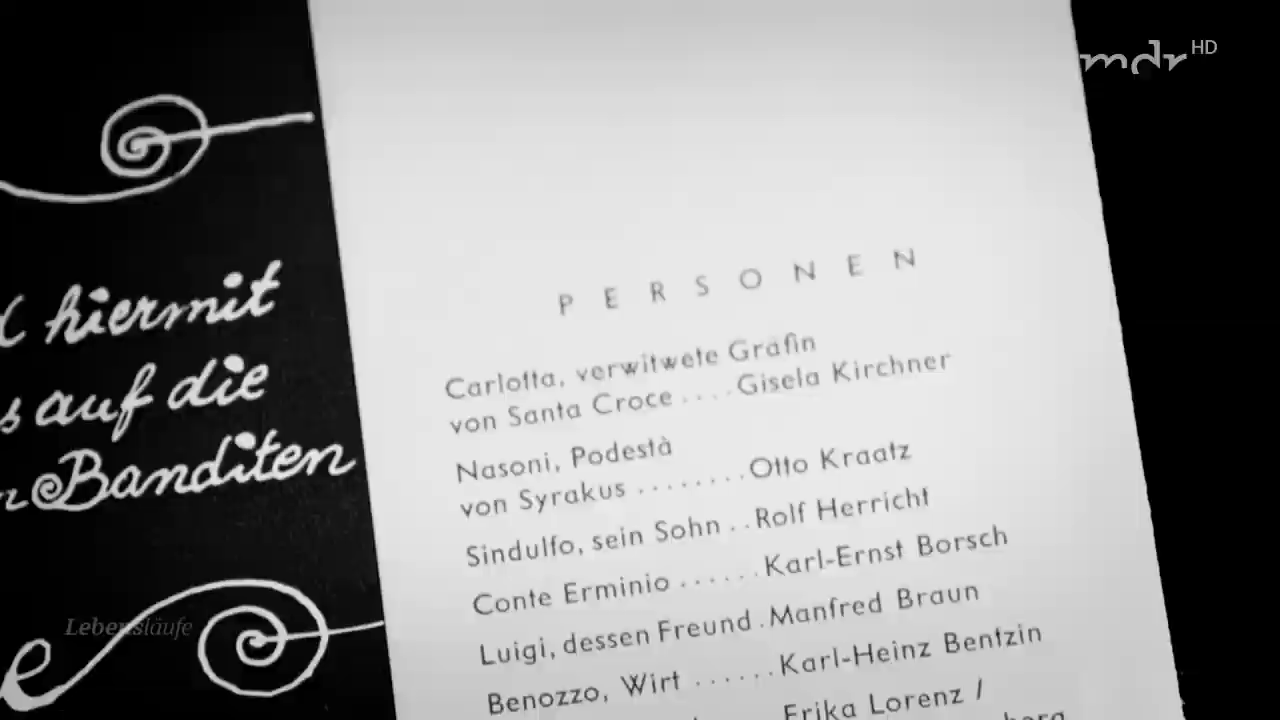 mdr HD
hiermit
s auf die
Banditen
PERSONEN
Carlotta, verwitwete Gräfin
von Santa Croce .... Gisela Kirchner
Nasoni, Podestà
von Syrakus ........ Otto Kraatz
Sindulfo, sein Sohn .. Rolf Herricht
Conte Erminio ...... Karl-Ernst Borsch
Luigi, dessen Freund . Manfred Braun
Benozzo, Wirt ...... Karl-Heinz Bentzin
Erika Lorenz /
Lebensläufe